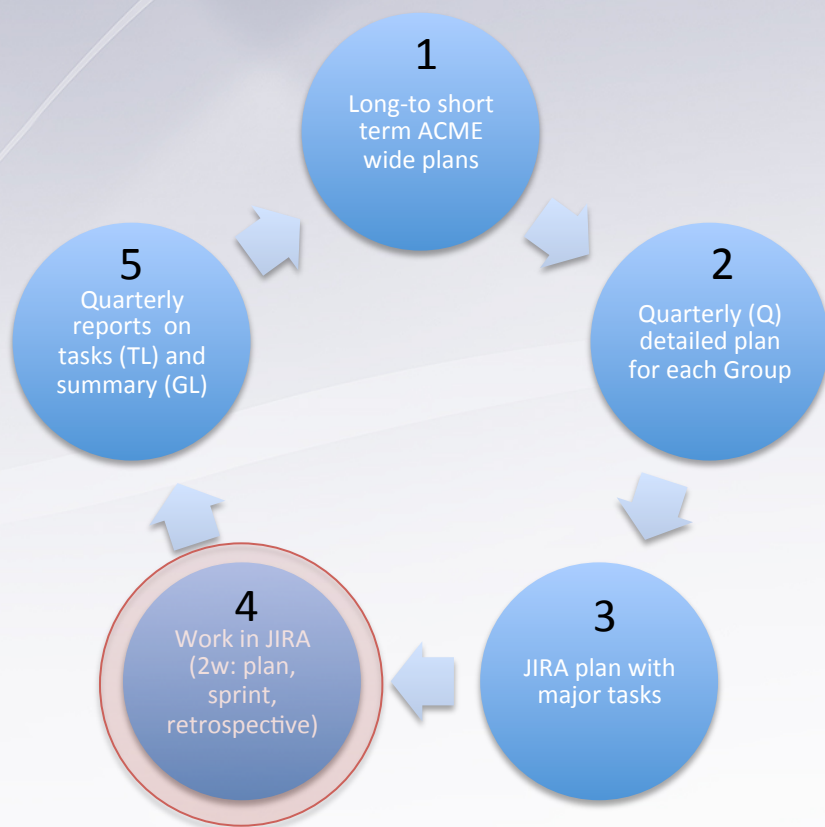 1
Long-to short
term ACME
wide plans
2
Quarterly (Q)
detailed plan
for each Group
3
JIRA plan with
major tasks
4
Work in JIRA
(2w: plan,
sprint,
retrospective)
5
Quarterly
reports on
tasks (TL) and
summary (GL)